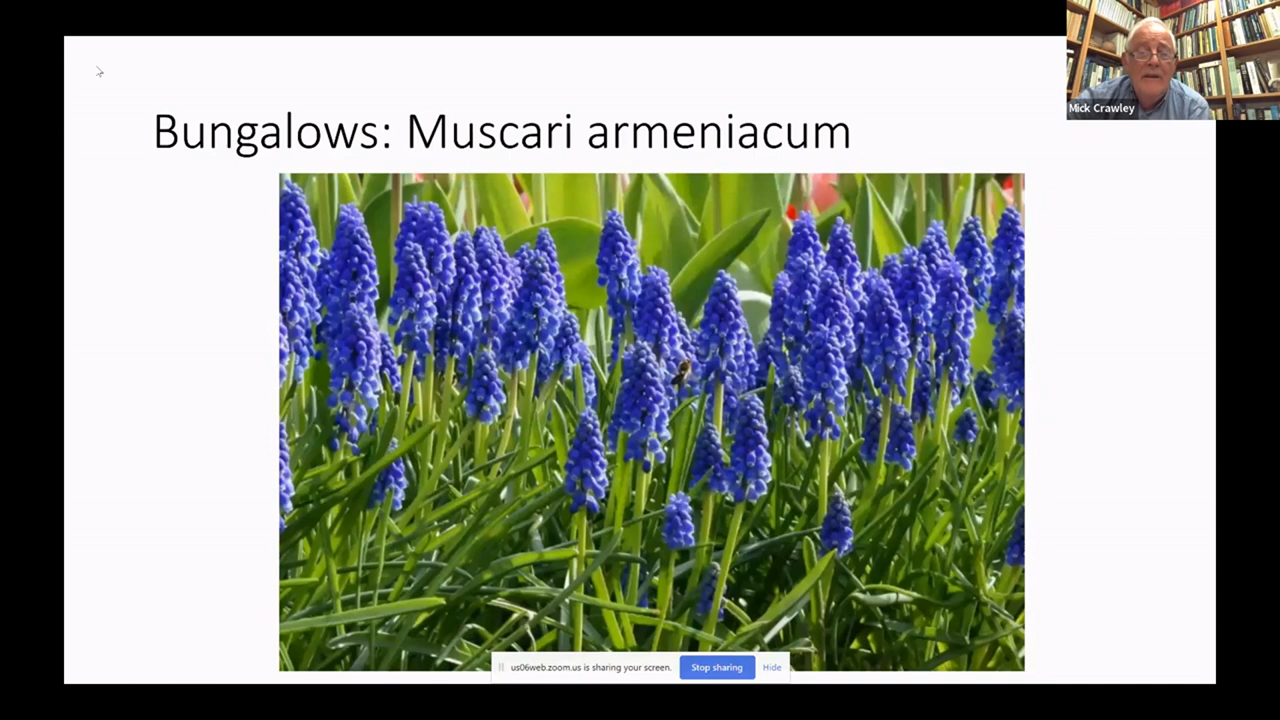 Mick Crawley
Bungalows: Muscari armeniacum
us06web.zoom.us is sharing your screen. Stop sharing Hide